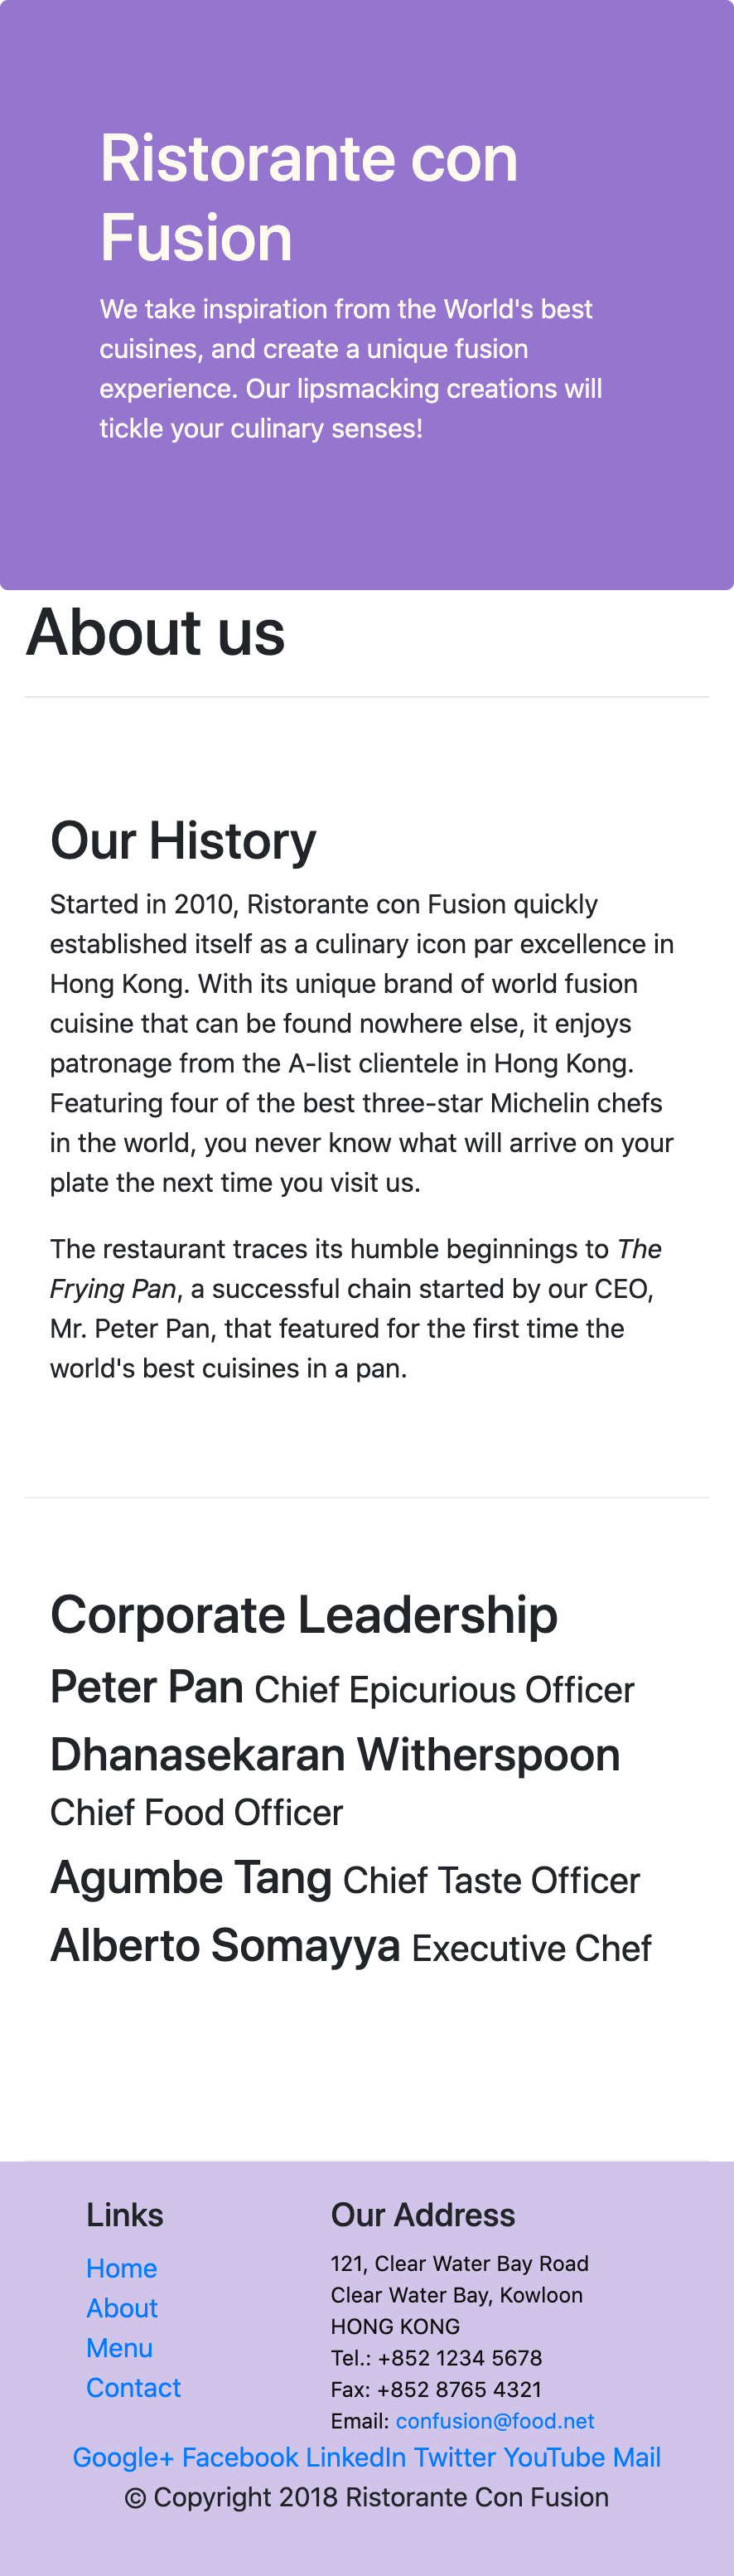 Ristorante con
Fusion
We take inspiration from the World's best
cuisines, and create a unique fusion
experience. Our lipsmacking creations will
tickle your culinary senses!
About us
Our History
Started in 2010, Ristorante con Fusion quickly
established itself as a culinary icon par excellence in
Hong Kong. With its unique brand of world fusion
cuisine that can be found nowhere else, it enjoys
patronage from the A-list clientele in Hong Kong.
Featuring four of the best three-star Michelin chefs
in the world, you never know what will arrive on your
plate the next time you visit us.
The restaurant traces its humble beginnings to The
Frying Pan, a successful chain started by our CEO,
Mr. Peter Pan, that featured for the first time the
world's best cuisines in a pan.
Corporate Leadership
Peter Pan Chief Epicurious Officer
Dhanasekaran Witherspoon
Chief Food Officer
Agumbe Tang Chief Taste Officer
Alberto Somayya Executive Chef
Links
Home
About
Menu
Contact
Our Address
121, Clear Water Bay Road
Clear Water Bay, Kowloon
HONG KONG
Tel.: +852 1234 5678
Fax: +852 8765 4321
Email: confusion@food.net
Google+ Facebook LinkedIn Twitter YouTube Mail
© Copyright 2018 Ristorante Con Fusion